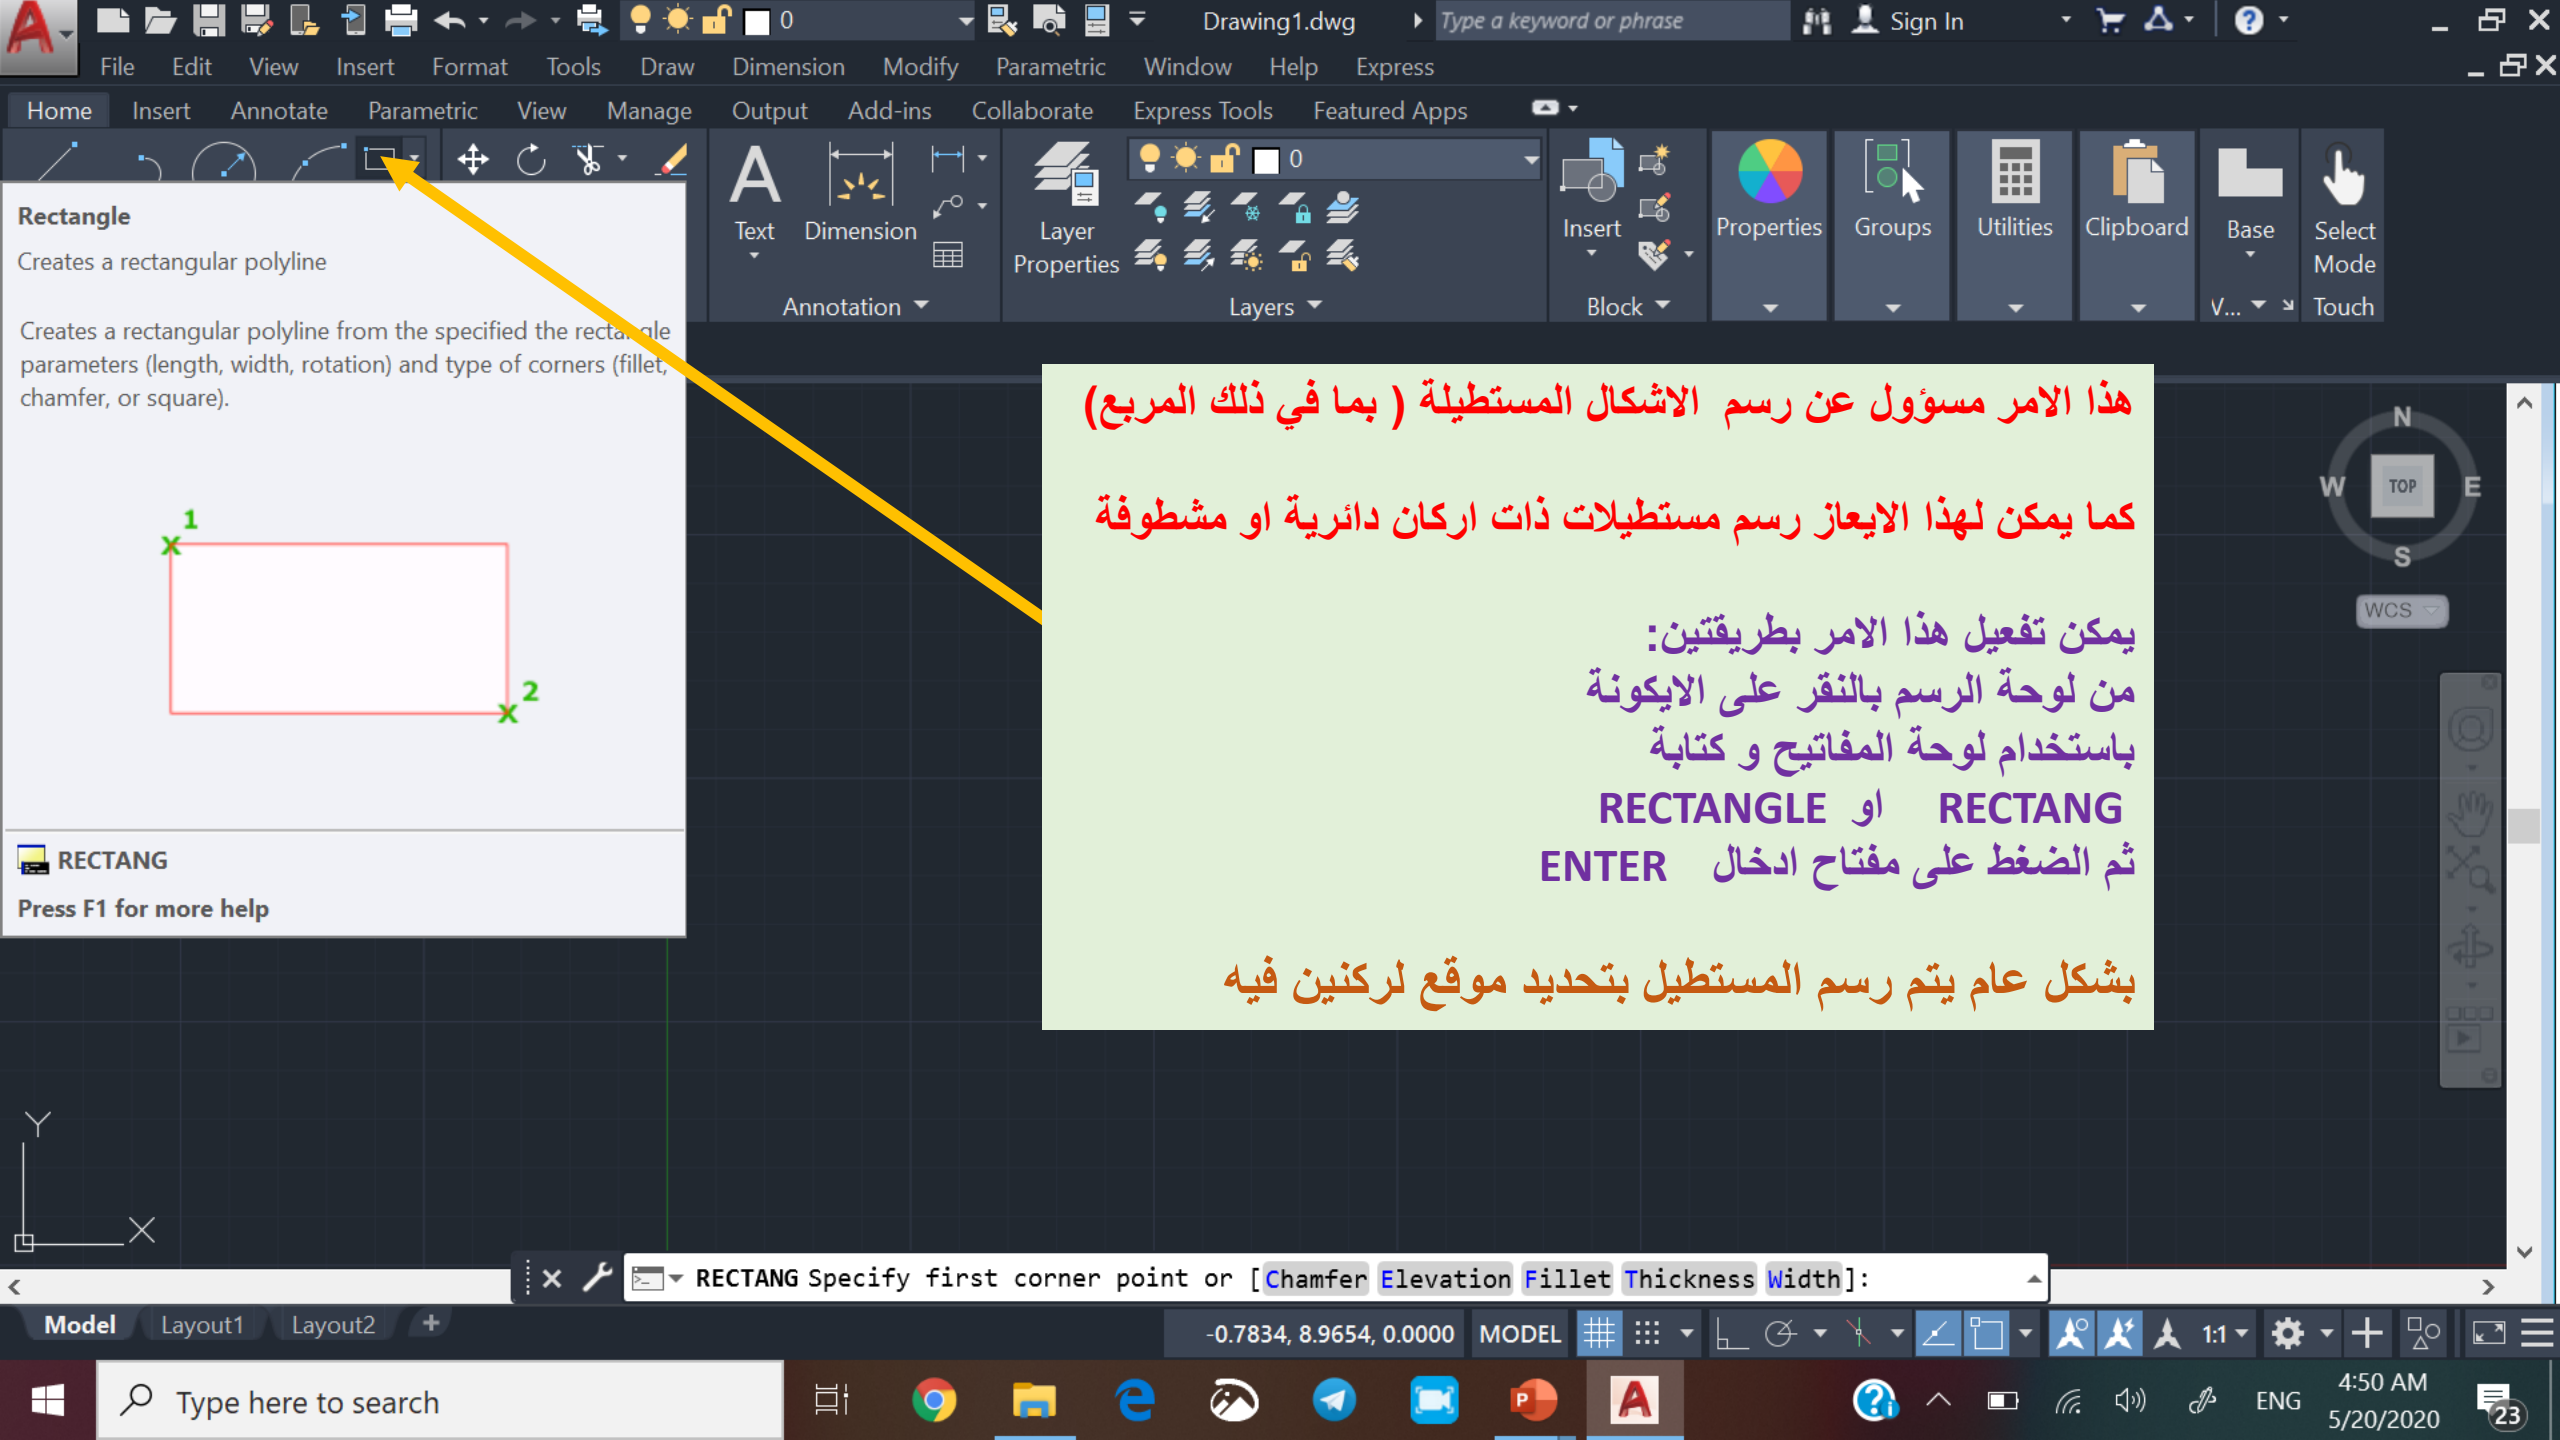 0
Drawing1.dwg
Type a keyword or phrase
Sign In
File Edit View Insert Format Tools Draw Dimension Modify Parametric Window Help Express
Home Insert Annotate Parametric View Manage Output Add-ins Collaborate Express Tools Featured Apps
0
Text
Dimension
Layer
Properties
Insert
Properties
Groups
Utilities
Clipboard
Base
Select
Mode
Annotation
Layers
Block
V...
Touch
Rectangle
Creates a rectangular polyline
Creates a rectangular polyline from the specified the rectangle
parameters (length, width, rotation) and type of corners (fillet,
chamfer, or square).
1
2
RECTANG
Press F1 for more help
هذا الامر مسؤول عن رسم الاشكال المستطيلة ( بما في ذلك المربع)
كما يمكن لهذا الايعاز رسم مستطيلات ذات اركان دائرية او مشطوفة
يمكن تفعيل هذا الامر بطريقتين:
من لوحة الرسم بالنقر على الايكونة
باستخدام لوحة المفاتيح و كتابة
RECTANG او RECTANGLE
ثم الضغط على مفتاح ادخال ENTER
بشكل عام يتم رسم المستطيل بتحديد موقع لركنين فيه
N
W
TOP
E
S
WCS
Y
X
RECTANG Specify first corner point or [Chamfer Elevation Fillet Thickness Width]:
Model Layout1 Layout2 +
-0.7834, 8.9654, 0.0000 MODEL
1:1
Type here to search
ENG
4:50 AM
5/20/2020
23